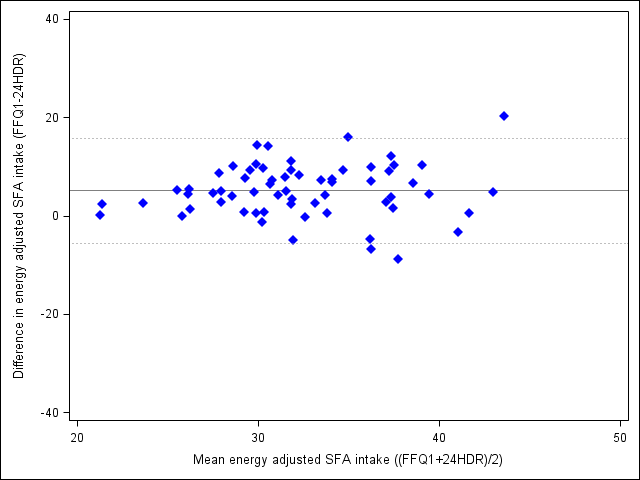 Difference in energy adjusted SFA intake (FFQ1-24HDR)
40
20
0
-20
-40
20 30 40 50
Mean energy adjusted SFA intake ((FFQ1+24HDR)/2)